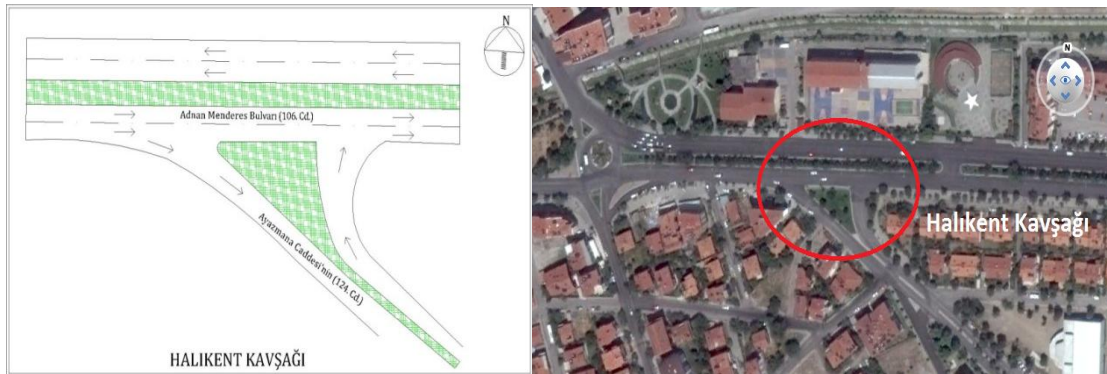 N
Adnan Menderes Bulvarı (106. Cd.)
Ayazmana Caddesi'nin (124. Cd.)
HALIKENT KAVŞAĞI
N
Halıkent Kavşağı